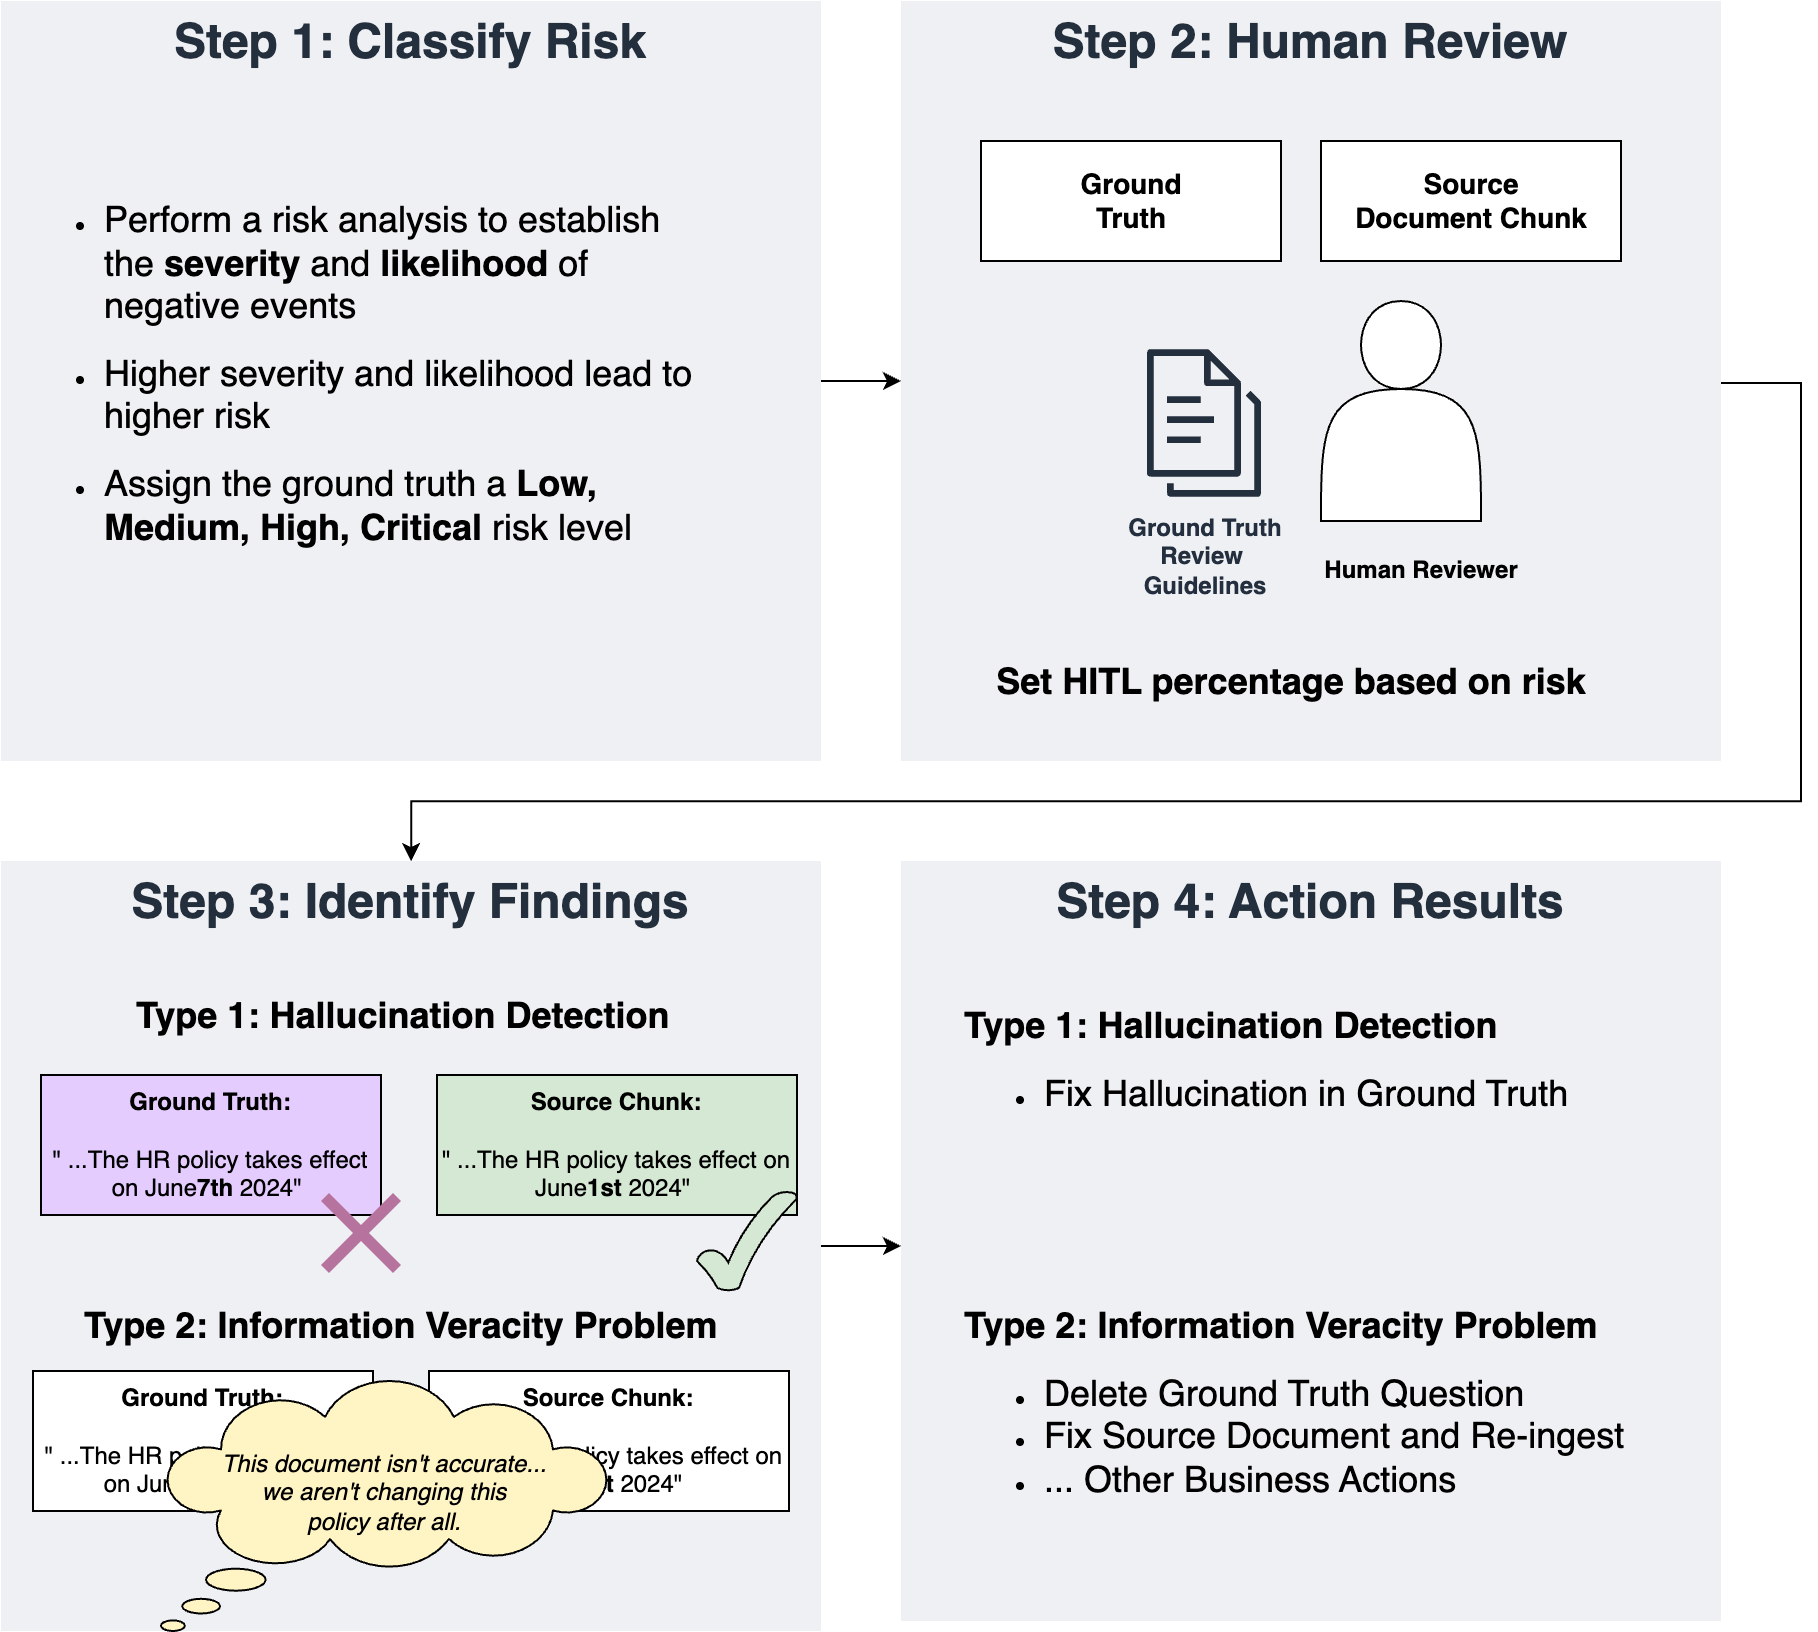 Step 1: Classify Risk
• Perform a risk analysis to establish
the severity and likelihood of
negative events
• Higher severity and likelihood lead to
higher risk
• Assign the ground truth a Low,
Medium, High, Critical risk level
Step 2: Human Review
Ground
Truth
Source
Document Chunk
Ground Truth
Review
Guidelines
Human Reviewer
Set HITL percentage based on risk
Step 3: Identify Findings
Type 1: Hallucination Detection
Ground Truth:
" ...The HR policy takes effect
on June7th 2024"
Source Chunk:
" ...The HR policy takes effect on
June1st 2024"
Type 2: Information Veracity Problem
Ground Truth:
" ...The HR
on
Source Chunk:
takes effect on
2024"
This document isn't accurate...
we aren't changing this
policy after all.
Step 4: Action Results
Type 1: Hallucination Detection
• Fix Hallucination in Ground Truth
Type 2: Information Veracity Problem
• Delete Ground Truth Question
• Fix Source Document and Re-ingest
• ... Other Business Actions